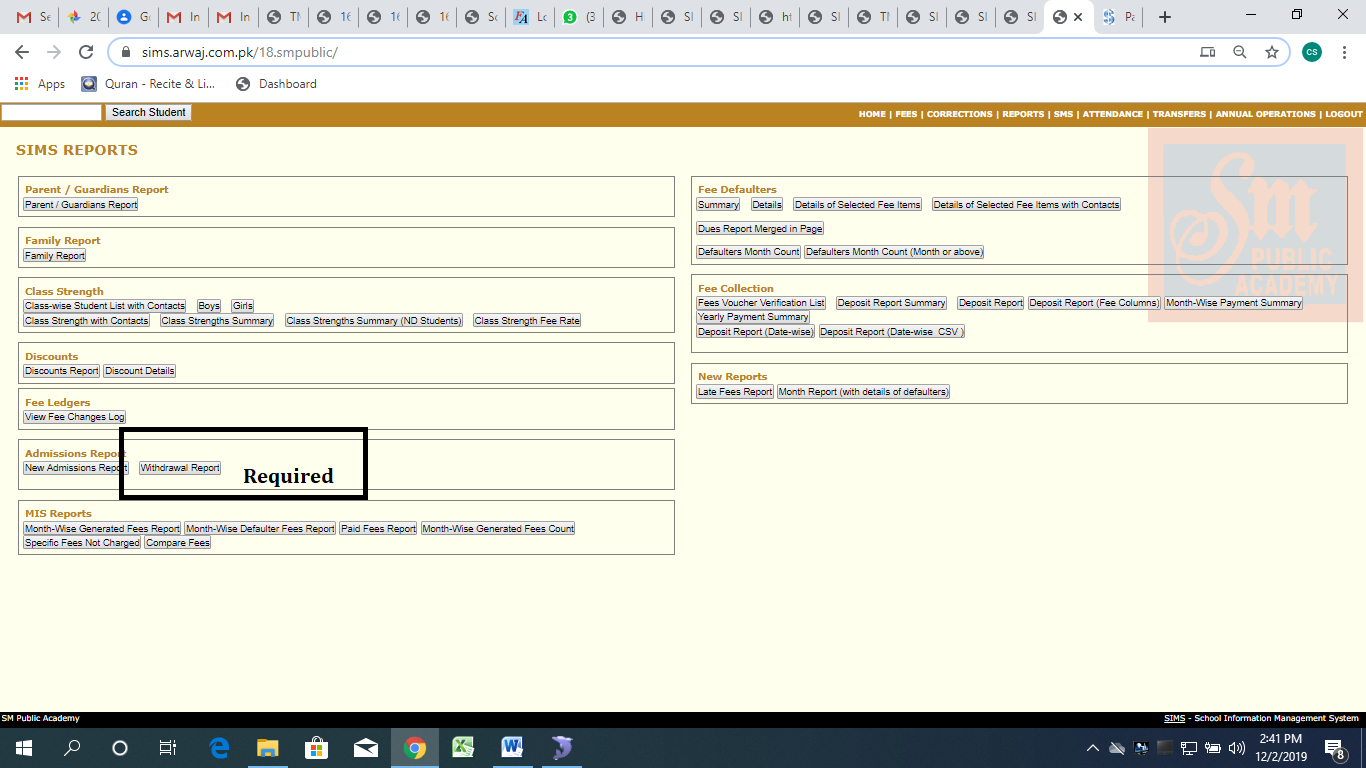 Se
20
Gu
In
In
Th
16
16
16
Sc
FA
Lo
3
(3
H
SI
SI
ht
SI
Th
SI
SI
SI
Pa
sims.arwaj.com.pk/18.smpublic/
CS
Apps
Quran - Recite & Li...
Dashboard
Search Student
HOME | FEES | CORRECTIONS | REPORTS | SMS | ATTENDANCE | TRANSFERS | ANNUAL OPERATIONS | LOGOUT
SIMS REPORTS
Parent / Guardians Report
Parent / Guardians Report
Family Report
Family Report
Class Strength
Class-wise Student List with Contacts Boys Girls
Class Strength with Contacts Class Strengths Summary Class Strengths Summary (ND Students) Class Strength Fee Rate
Discounts
Discounts Report Discount Details
Fee Ledgers
View Fee Changes Log
Admissions Report
New Admissions Report Withdrawal Report
Required
MIS Reports
Month-Wise Generated Fees Report Month-Wise Defaulter Fees Report Paid Fees Report Month-Wise Generated Fees Count
Specific Fees Not Charged Compare Fees
Fee Defaulters
Summary Details Details of Selected Fee Items Details of Selected Fee Items with Contacts
Dues Report Merged in Page
Defaulters Month Count Defaulters Month Count (Month or above)
Fee Collection
Fees Voucher Verification List Deposit Report Summary Deposit Report Deposit Report (Fee Columns) Month-Wise Payment Summary
Yearly Payment Summary
Deposit Report (Date-wise) Deposit Report (Date-wise CSV )
New Reports
Late Fees Report Month Report (with details of defaulters)
Sm
PUBLIC
ACADEMY
SM Public Academy
SIMS - School Information Management System
2:41 PM
12/2/2019
8